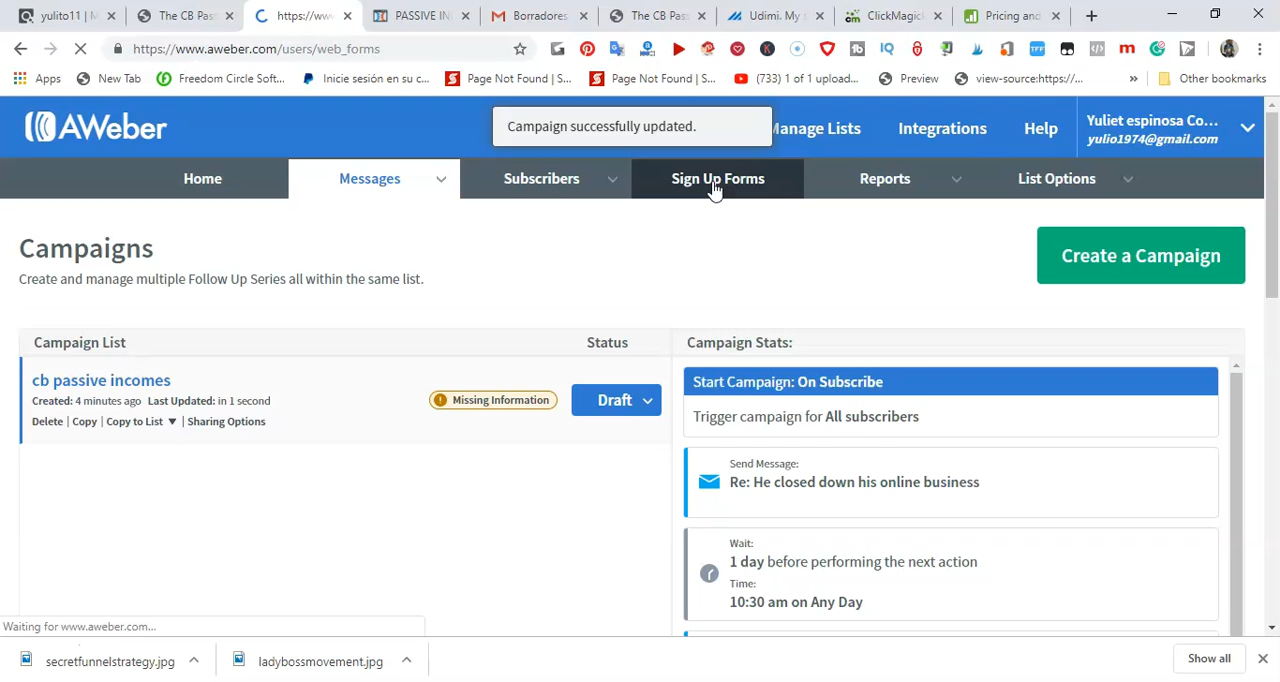 yulito11 | M
The CB Pas
https://ww
PASSIVE IN
Borradores
The CB Pas
Udimi. My s
ClickMagic
Pricing and
https://www.aweber.com/users/web_forms
Apps
New Tab
Freedom Circle Soft...
Inicie sesión en su c...
Page Not Found | S...
Page Not Found | S...
(733) 1 of 1 upload...
Preview
view-source:https://...
»
Other bookmarks
AWeber
Campaign successfully updated.
Manage Lists
Integrations
Help
Yuliet espinosa Co...
yulio1974@gmail.com
Home
Messages
Subscribers
Sign Up Forms
Reports
List Options
Campaigns
Create and manage multiple Follow Up Series all within the same list.
Create a Campaign
Campaign List
Status
Campaign Stats:
cb passive incomes
Created: 4 minutes ago Last Updated: in 1 second
Delete | Copy | Copy to List ▼ | Sharing Options
Missing Information
Draft
Start Campaign: On Subscribe
Trigger campaign for All subscribers
Send Message:
Re: He closed down his online business
Wait:
1 day before performing the next action
Time:
10:30 am on Any Day
Waiting for www.aweber.com...
secretfunnelstrategy.jpg
ladybossmovement.jpg
Show all